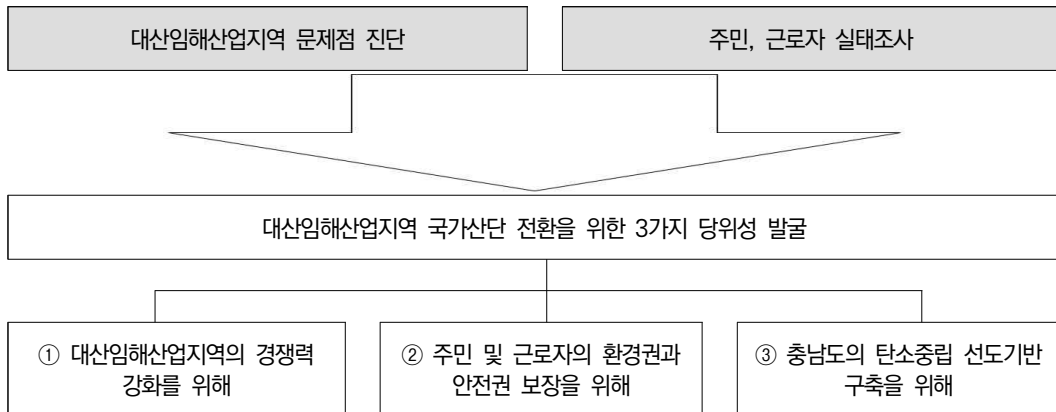 대산임해산업지역 문제점 진단
주민, 근로자 실태조사
대산임해산업지역 국가산단 전환을 위한 3가지 당위성 발굴
① 대산임해산업지역의 경쟁력
강화를 위해
② 주민 및 근로자의 환경권과
안전권 보장을 위해
③ 충남도의 탄소중립 선도기반
구축을 위해